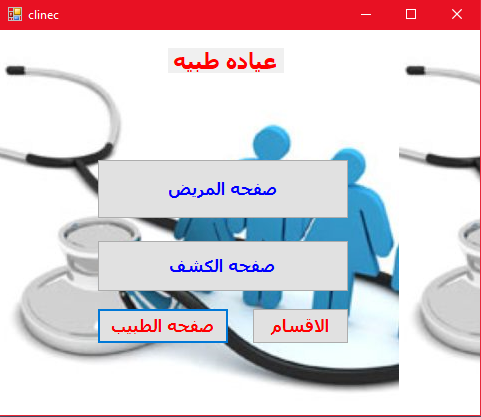 clinec
عياده طبيه
صفحه المريض
صفحه الكشف
الاقسام
صفحه الطبيب